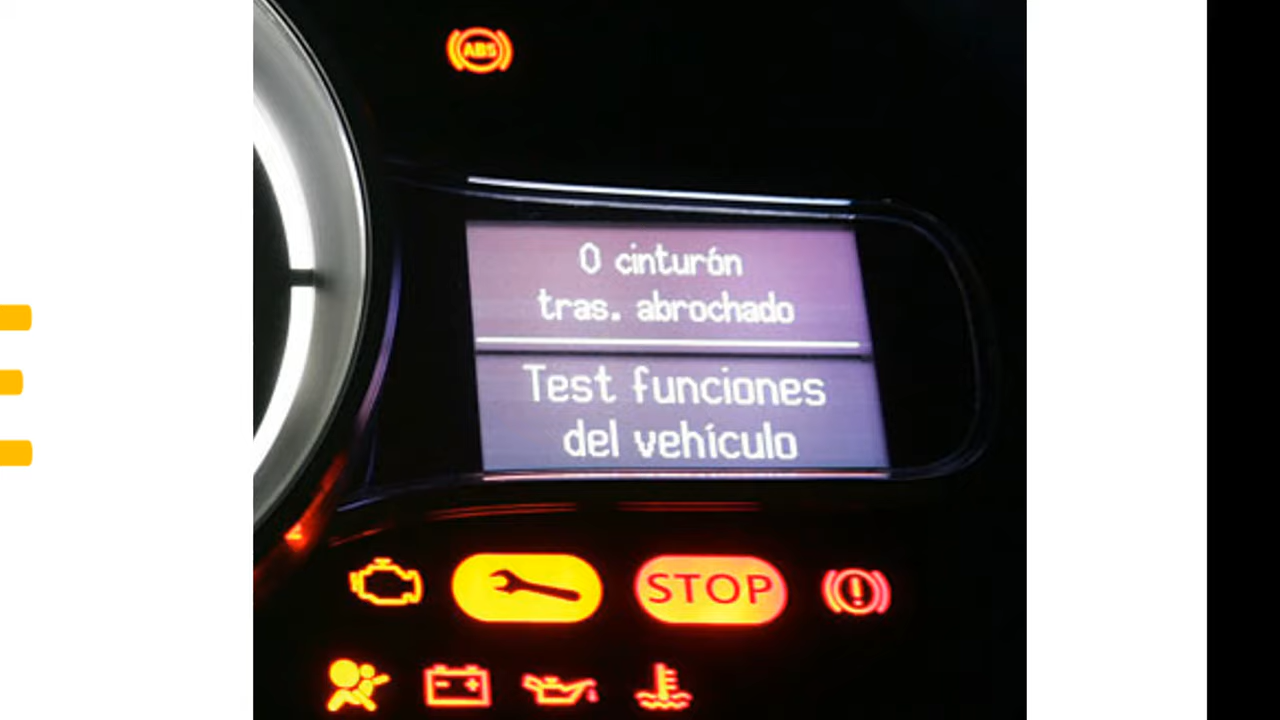 ABS
0 cinturón
tras. abrochado
Test funciones
del vehículo
STOP